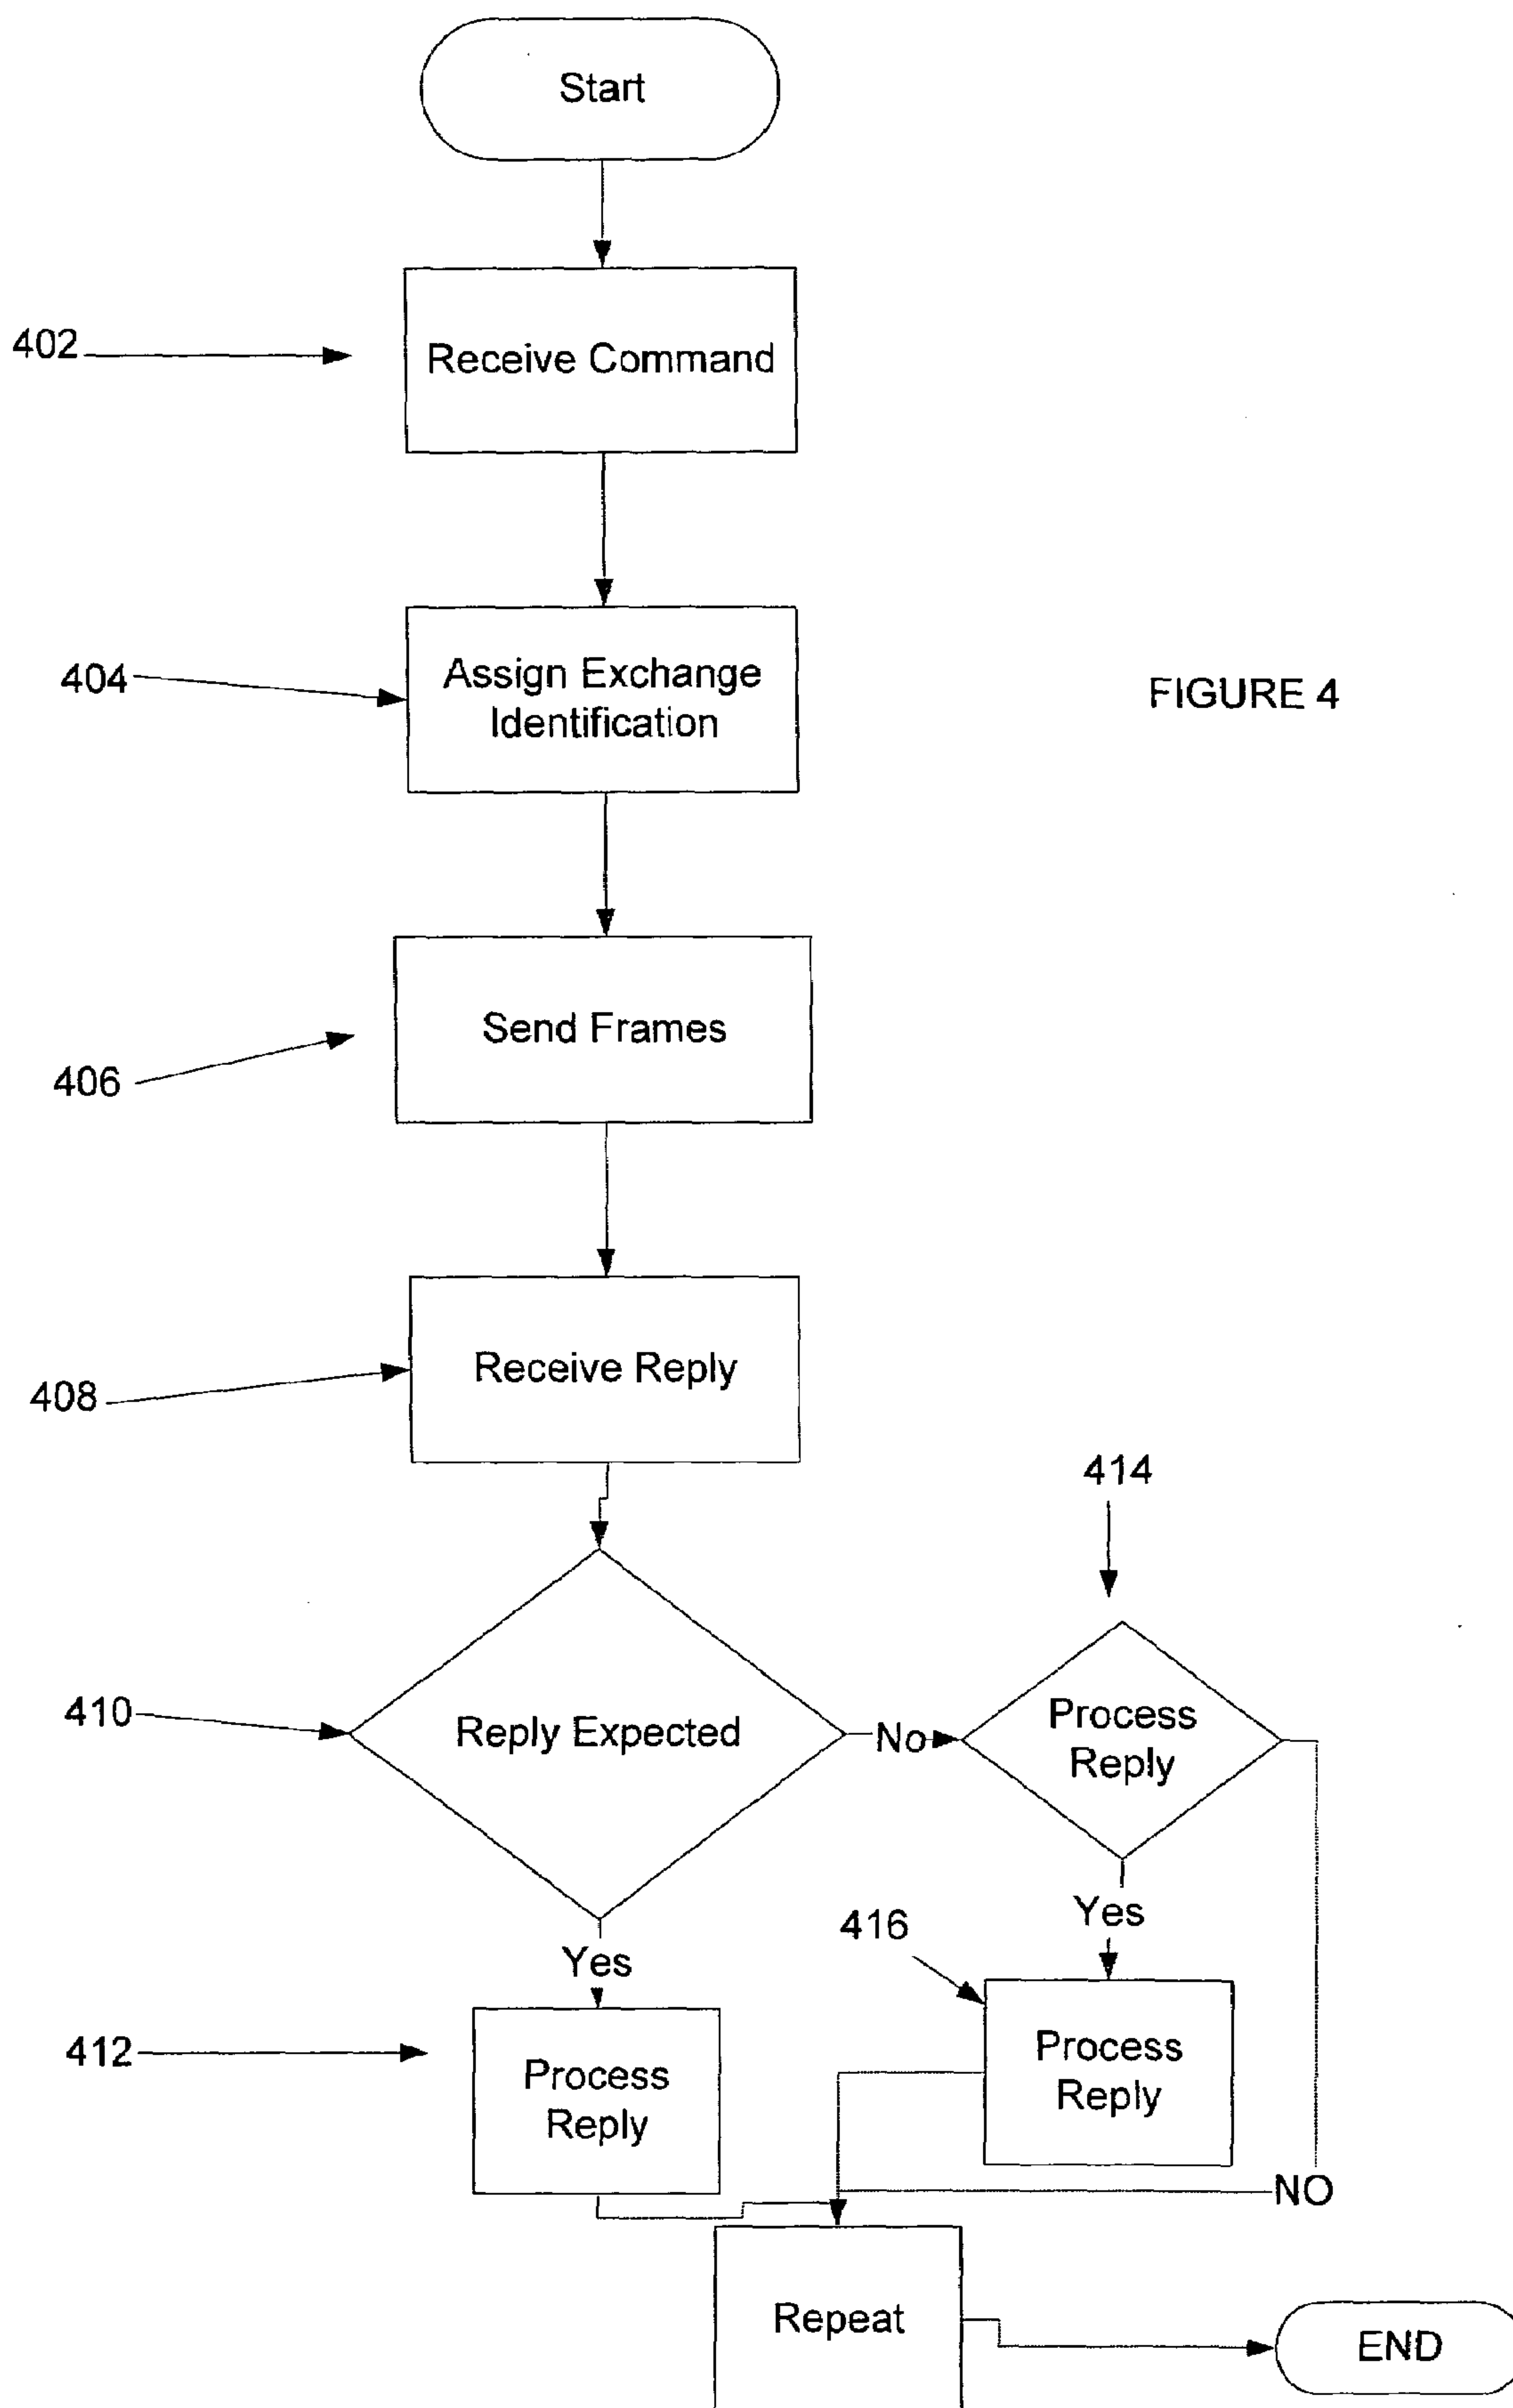 Start
402
Receive Command
404
Assign Exchange
Identification
FIGURE 4
406
Send Frames
408
Receive Reply
414
410
Reply Expected
No
Process
Reply
Yes
416
Yes
412
Process
Reply
Process
Reply
NO
Repeat
END